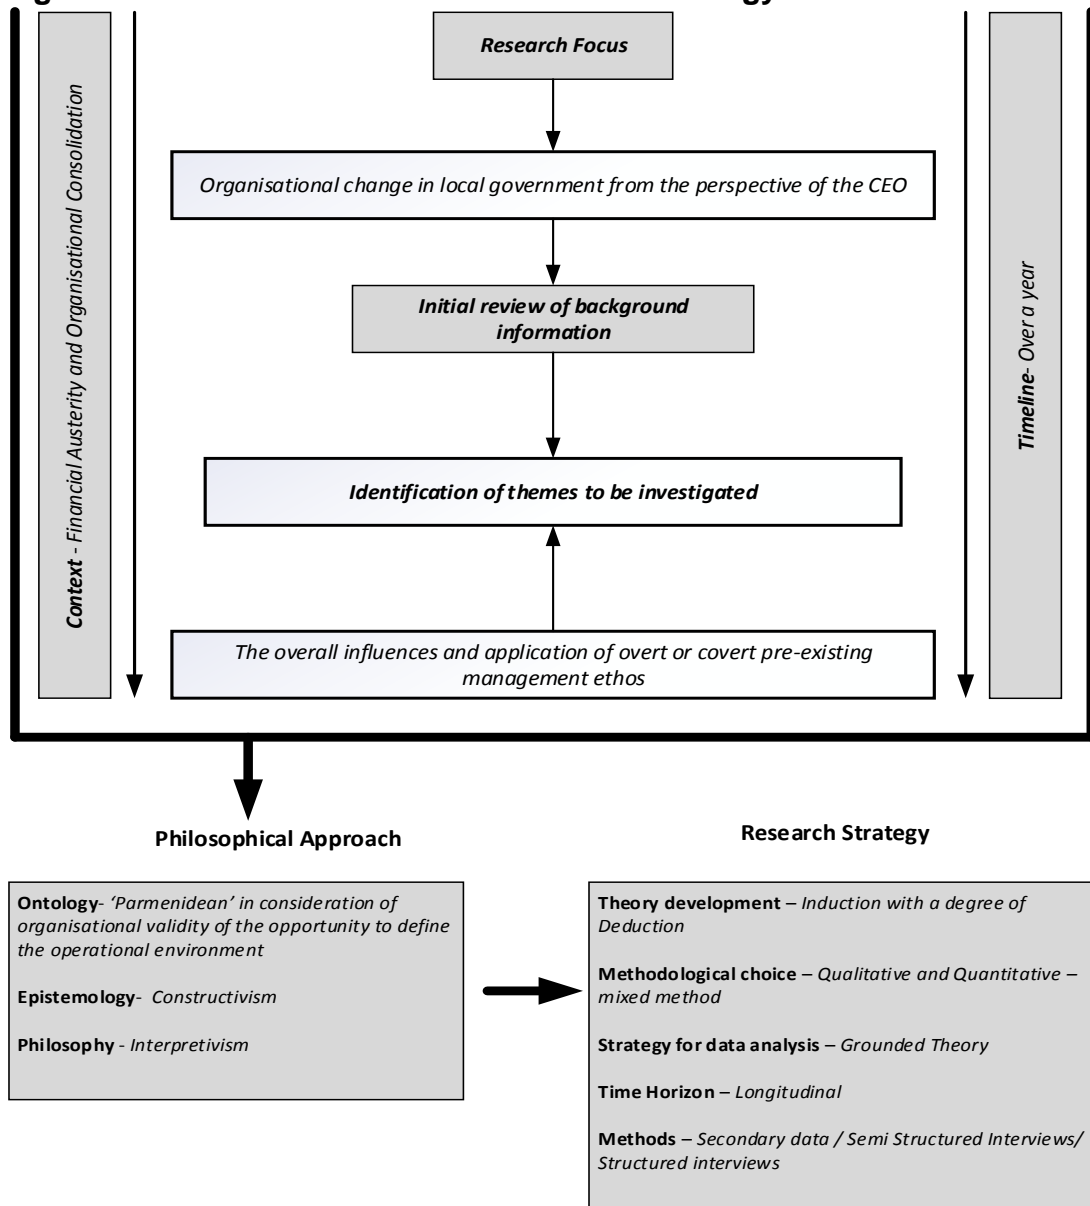 Research Focus
Context - Financial Austerity and Organisational Consolidation
Organisational change in local government from the perspective of the CEO
Timeline- Over a year
Initial review of background
information
Identification of themes to be investigated
The overall influences and application of overt or covert pre-existing
management ethos
Philosophical Approach
Ontology- ‘Parmenidean’ in consideration of
organisational validity of the opportunity to define
the operational environment
Epistemology- Constructivism
Philosophy - Interpretivism
Research Strategy
Theory development – Induction with a degree of
Deduction
Methodological choice – Qualitative and Quantitative –
mixed method
Strategy for data analysis – Grounded Theory
Time Horizon – Longitudinal
Methods – Secondary data / Semi Structured Interviews/
Structured interviews